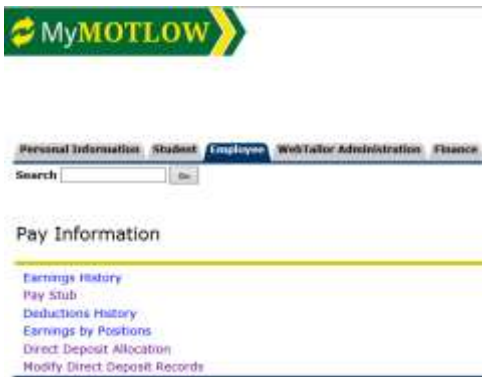 MyMOTLOW
Personal Information Student Employee WebTailor Administration Finance
Search Go
Pay Information
Earnings History
Pay Stub
Deductions History
Earnings by Positions
Direct Deposit Allocation
Modify Direct Deposit Records